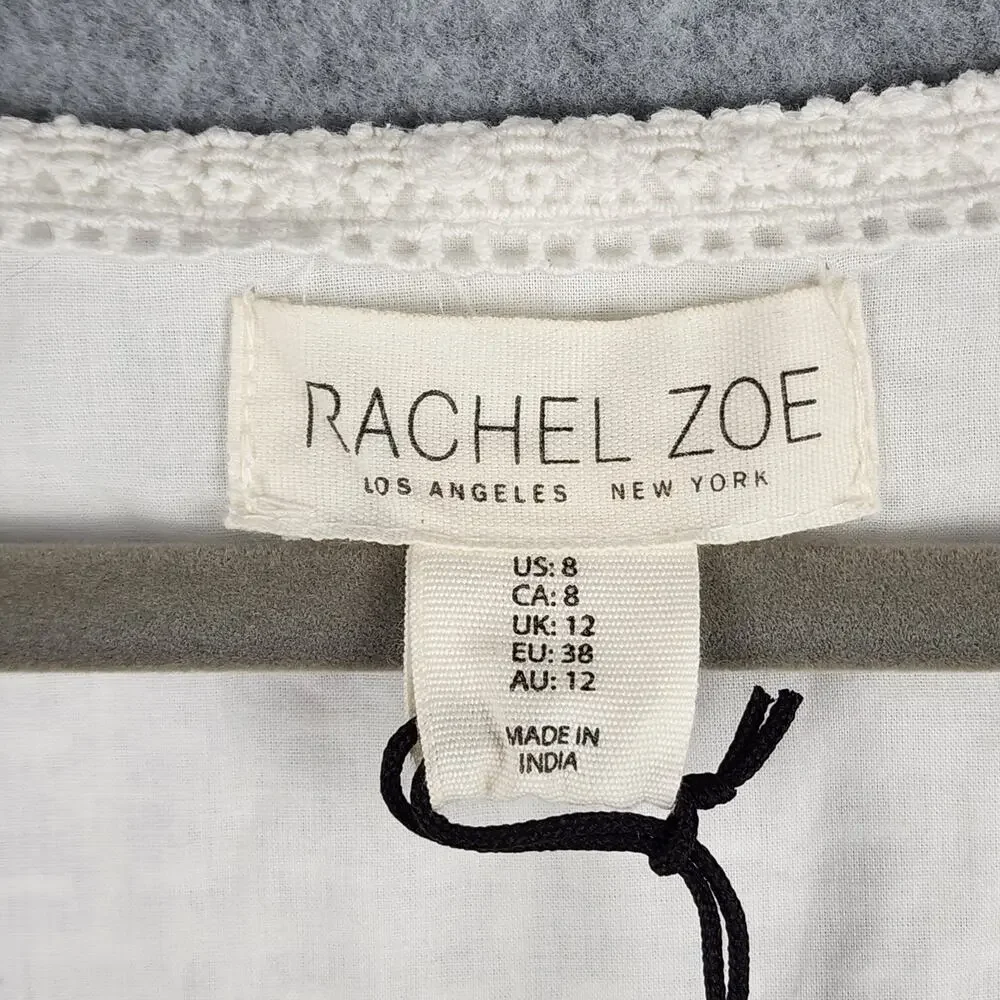 RACHEL ZOE
LOS ANGELES NEW YORK
US: 8
CA: 8
UK: 12
EU: 38
AU: 12
MADE IN
INDIA